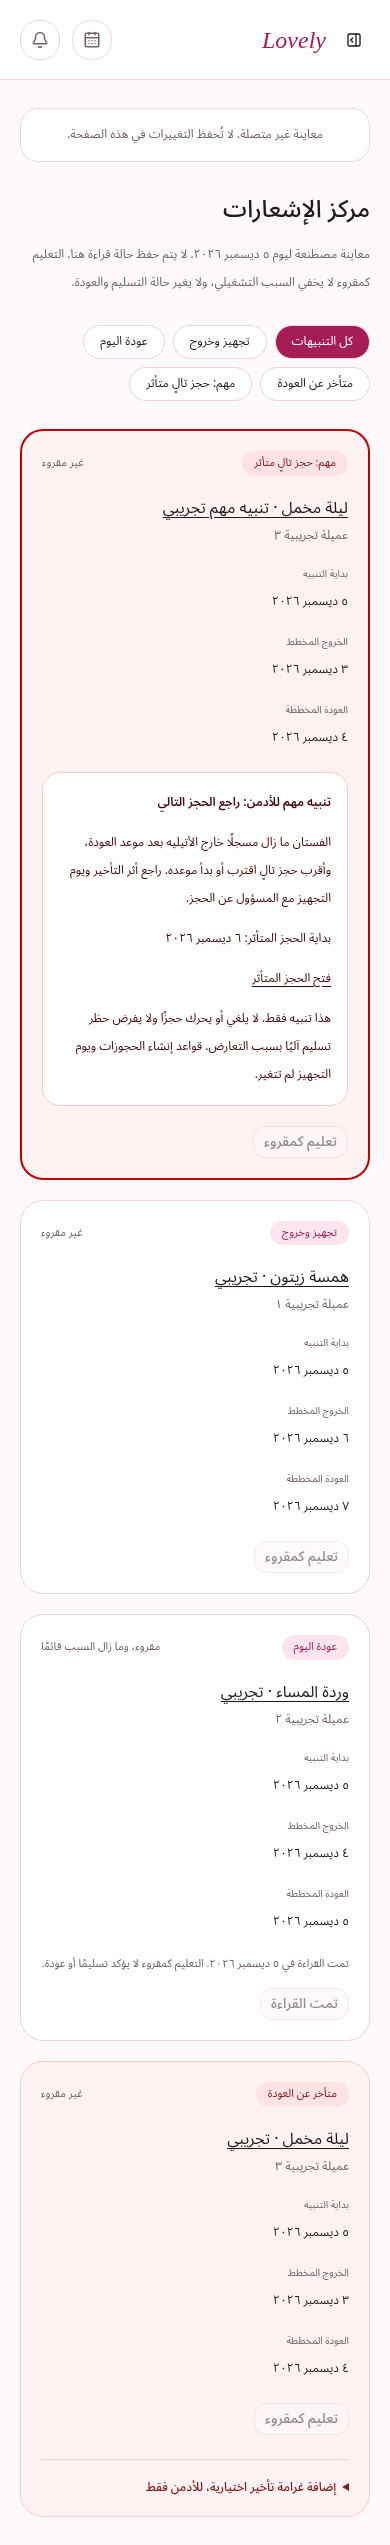 Lovely
معاينة غير متصلة. لا تُحفظ التغييرات في هذه الصفحة.
مركز الإشعارات
معاينة مصطنعة ليوم ٥ ديسمبر ٢٠٢٦. لا يتم حفظ حالة قراءة هنا. التعليم
كمقروء لا يخفي السبب التشغيلي، ولا يغير حالة التسليم والعودة.
كل التنبيهات
تجهيز وخروج
عودة اليوم
متأخر عن العودة
مهم: حجز تالٍ متأثر
مهم: حجز تالٍ متأثر
غير مقروء
ليلة مخمل · تنبيه مهم تجريبي
عميلة تجريبية ٣
بداية التنبيه
٥ ديسمبر ٢٠٢٦
الخروج المخطط
٣ ديسمبر ٢٠٢٦
العودة المخططة
٤ ديسمبر ٢٠٢٦
تنبيه مهم للأدمن: راجع الحجز التالي
الفستان ما زال مسجلًا خارج الأتيليه بعد موعد العودة،
وأقرب حجز تالٍ اقترب أو بدأ موعده. راجع أثر التأخير ويوم
التجهيز مع المسؤول عن الحجز.
بداية الحجز المتأثر: ٦ ديسمبر ٢٠٢٦
فتح الحجز المتأثر
هذا تنبيه فقط. لا يلغي أو يحرك حجزًا ولا يفرض حظر
تسليم آليًا بسبب التعارض. قواعد إنشاء الحجوزات ويوم
التجهيز لم تتغير.
تعليم كمقروء
تجهيز وخروج
غير مقروء
همسة زيتون · تجريبي
عميلة تجريبية ١
بداية التنبيه
٥ ديسمبر ٢٠٢٦
الخروج المخطط
٦ ديسمبر ٢٠٢٦
العودة المخططة
٧ ديسمبر ٢٠٢٦
تعليم كمقروء
عودة اليوم
مقروء، وما زال السبب قائمًا
وردة المساء · تجريبي
عميلة تجريبية ٢
بداية التنبيه
٥ ديسمبر ٢٠٢٦
الخروج المخطط
٤ ديسمبر ٢٠٢٦
العودة المخططة
٥ ديسمبر ٢٠٢٦
تمت القراءة في ٥ ديسمبر ٢٠٢٦. التعليم كمقروء لا يؤكد تسليمًا أو عودة.
تمت القراءة
متأخر عن العودة
غير مقروء
ليلة مخمل · تجريبي
عميلة تجريبية ٣
بداية التنبيه
٥ ديسمبر ٢٠٢٦
الخروج المخطط
٣ ديسمبر ٢٠٢٦
العودة المخططة
٤ ديسمبر ٢٠٢٦
تعليم كمقروء
إضافة غرامة تأخير اختيارية، للأدمن فقط